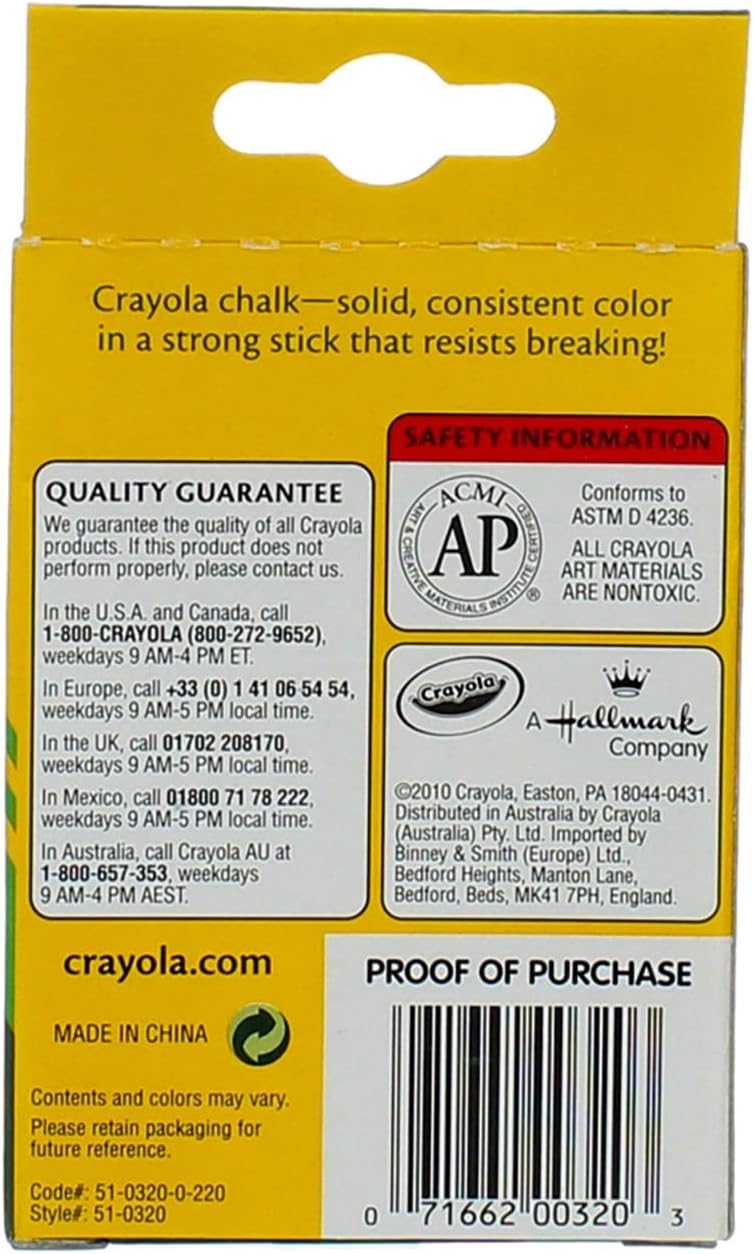 Crayola chalk—solid, consistent color
in a strong stick that resists breaking!
QUALITY GUARANTEE
We guarantee the quality of all Crayola
products. If this product does not
perform properly, please contact us.
In the U.S.A. and Canada, call
1-800-CRAYOLA (800-272-9652),
weekdays 9 AM-4 PM ET.
In Europe, call +33 (0) 1 41 06 54 54,
weekdays 9 AM-5 PM local time.
In the UK, call 01702 208170,
weekdays 9 AM-5 PM local time.
In Mexico, call 01800 71 78 222,
weekdays 9 AM-5 PM local time.
In Australia, call Crayola AU at
1-800-657-353, weekdays
9 AM-4 PM AEST.
SAFETY INFORMATION
ACMI
AP
ART & CREATIVE MATERIALS INSTITUTE CERTIFIED
®
Conforms to
ASTM D 4236.
ALL CRAYOLA
ART MATERIALS
ARE NONTOXIC.
Crayola
A Hallmark
Company
©2010 Crayola, Easton, PA 18044-0431.
Distributed in Australia by Crayola
(Australia) Pty. Ltd. Imported by
Binney & Smith (Europe) Ltd.,
Bedford Heights, Manton Lane,
Bedford, Beds, MK41 7PH, England.
crayola.com
MADE IN CHINA
Contents and colors may vary.
Please retain packaging for
future reference.
Code#: 51-0320-0-220
Style#: 51-0320
PROOF OF PURCHASE
0 71662 00320 3